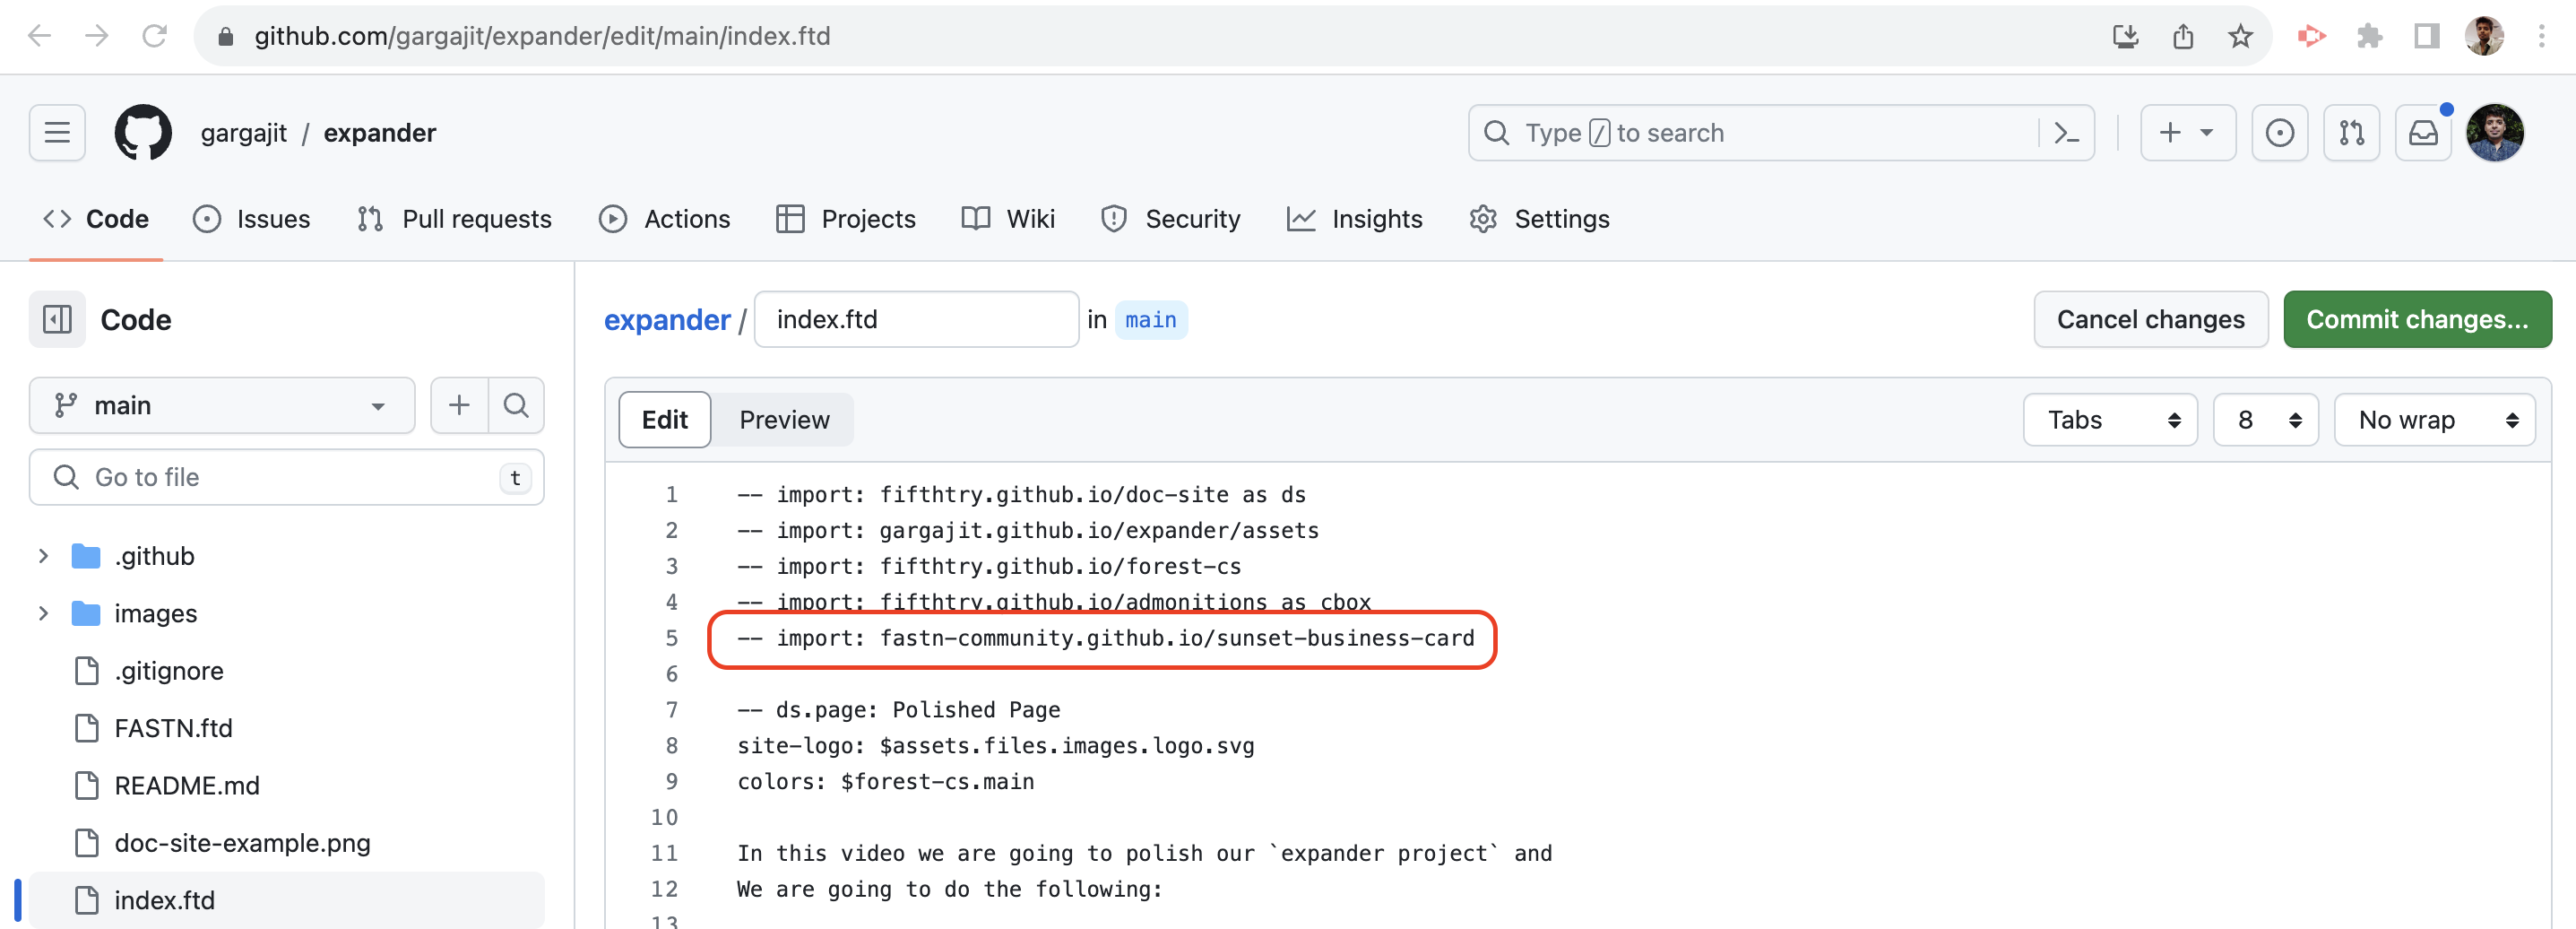 github.com/gargajit/expander/edit/main/index.ftd
gargajit / expander
Type / to search
Code
Issues
Pull requests
Actions
Projects
Wiki
Security
Insights
Settings
Code
expander / index.ftd in main
Cancel changes
Commit changes...
main
Go to file
t
.github
images
.gitignore
FASTN.ftd
README.md
doc-site-example.png
index.ftd
Edit
Preview
Tabs
8
No wrap
1 -- import: fifthtry.github.io/doc-site as ds
2 -- import: gargajit.github.io/expander/assets
3 -- import: fifthtry.github.io/forest-cs
4 -- import: fifthtry.github.io/admonitions as cbox
5 -- import: fastn-community.github.io/sunset-business-card
6
7 -- ds.page: Polished Page
8 site-logo: $assets.files.images.logo.svg
9 colors: $forest-cs.main
10
11 In this video we are going to polish our `expander project` and
12 We are going to do the following:
13